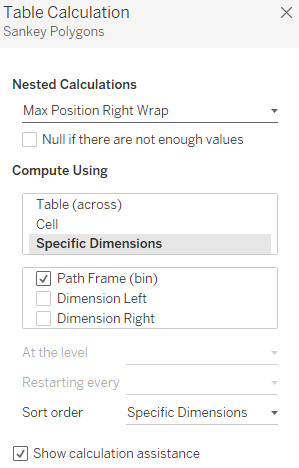 Table Calculation
Sankey Polygons
Nested Calculations
Max Position Right Wrap
Null if there are not enough values
Compute Using
Table (across)
Cell
Specific Dimensions
Path Frame (bin)
Dimension Left
Dimension Right
At the level
Restarting every
Sort order Specific Dimensions
Show calculation assistance